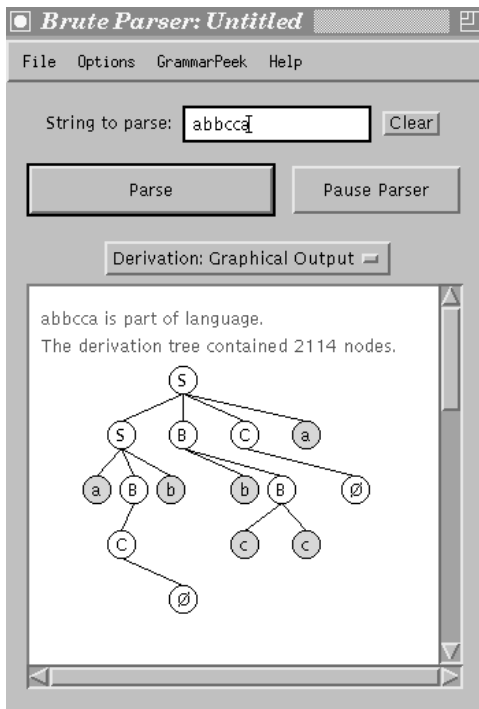 Brute Parser: Untitled
File Options GrammarPeek Help
String to parse: abbcca Clear
Parse Pause Parser
Derivation: Graphical Output
abbcca is part of language.
The derivation tree contained 2114 nodes.
S
S B C a
a B b b B Ø
C c c
Ø